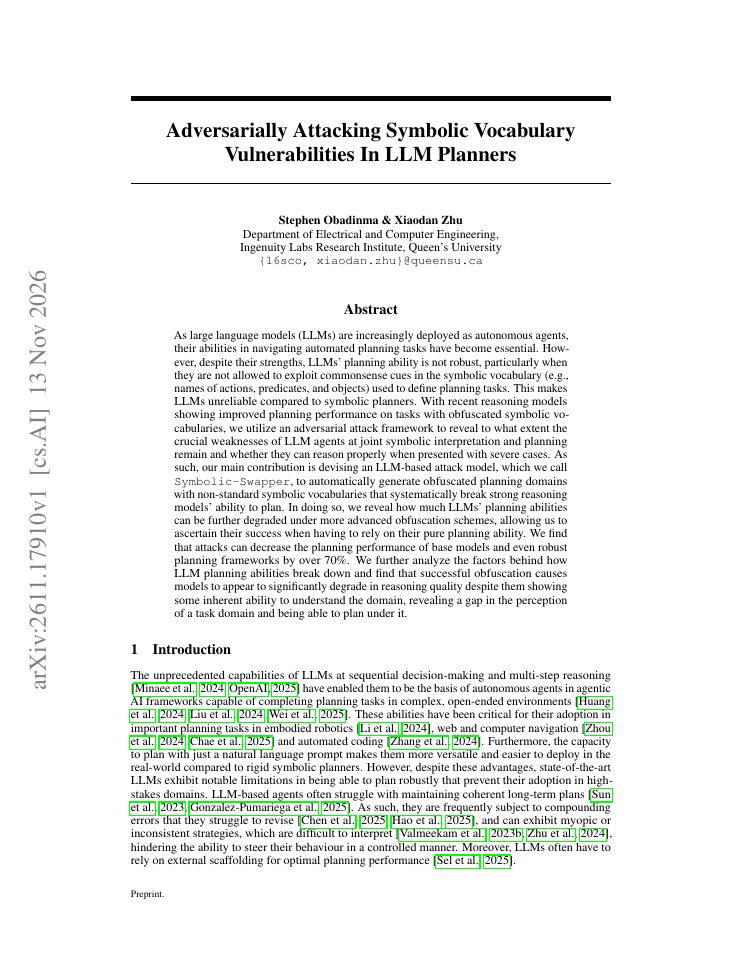 Adversarially Attacking Symbolic Vocabulary
Vulnerabilities In LLM Planners
Stephen Obadinma & Xiaodan Zhu
Department of Electrical and Computer Engineering,
Ingenuity Labs Research Institute, Queen's University
{16sco, xiaodan.zhu}@queensu.ca
arXiv:2611.17910v1 [cs.AI] 13 Nov 2026
Abstract
As large language models (LLMs) are increasingly deployed as autonomous agents,
their abilities in navigating automated planning tasks have become essential. How-
ever, despite their strengths, LLMs' planning ability is not robust, particularly when
they are not allowed to exploit commonsense cues in the symbolic vocabulary (e.g.,
names of actions, predicates, and objects) used to define planning tasks. This makes
LLMs unreliable compared to symbolic planners. With recent reasoning models
showing improved planning performance on tasks with obfuscated symbolic vo-
cabularies, we utilize an adversarial attack framework to reveal to what extent the
crucial weaknesses of LLM agents at joint symbolic interpretation and planning
remain and whether they can reason properly when presented with severe cases. As
such, our main contribution is devising an LLM-based attack model, which we call
Symbolic-Swapper, to automatically generate obfuscated planning domains
with non-standard symbolic vocabularies that systematically break strong reasoning
models' ability to plan. In doing so, we reveal how much LLMs' planning abilities
can be further degraded under more advanced obfuscation schemes, allowing us to
ascertain their success when having to rely on their pure planning ability. We find
that attacks can decrease the planning performance of base models and even robust
planning frameworks by over 70%. We further analyze the factors behind how
LLM planning abilities break down and find that successful obfuscation causes
models to appear to significantly degrade in reasoning quality despite them showing
some inherent ability to understand the domain, revealing a gap in the perception
of a task domain and being able to plan under it.
1 Introduction
The unprecedented capabilities of LLMs at sequential decision-making and multi-step reasoning
[Minaee et al., 2024, OpenAI, 2025] have enabled them to be the basis of autonomous agents in agentic
AI frameworks capable of completing planning tasks in complex, open-ended environments [Huang
et al., 2024, Liu et al., 2024, Wei et al., 2025]. These abilities have been critical for their adoption in
important planning tasks in embodied robotics [Li et al., 2024], web and computer navigation [Zhou
et al., 2024, Chae et al., 2025] and automated coding [Zhang et al., 2024]. Furthermore, the capacity
to plan with just a natural language prompt makes them more versatile and easier to deploy in the
real-world compared to rigid symbolic planners. However, despite these advantages, state-of-the-art
LLMs exhibit notable limitations in being able to plan robustly that prevent their adoption in high-
stakes domains. LLM-based agents often struggle with maintaining coherent long-term plans [Sun
et al., 2023, Gonzalez-Pumariega et al., 2025]. As such, they are frequently subject to compounding
errors that they struggle to revise [Chen et al., 2025, Hao et al., 2025], and can exhibit myopic or
inconsistent strategies, which are difficult to interpret [Valmeekam et al., 2023b, Zhu et al., 2024],
hindering the ability to steer their behaviour in a controlled manner. Moreover, LLMs often have to
rely on external scaffolding for optimal planning performance [Sel et al., 2025].
Preprint.